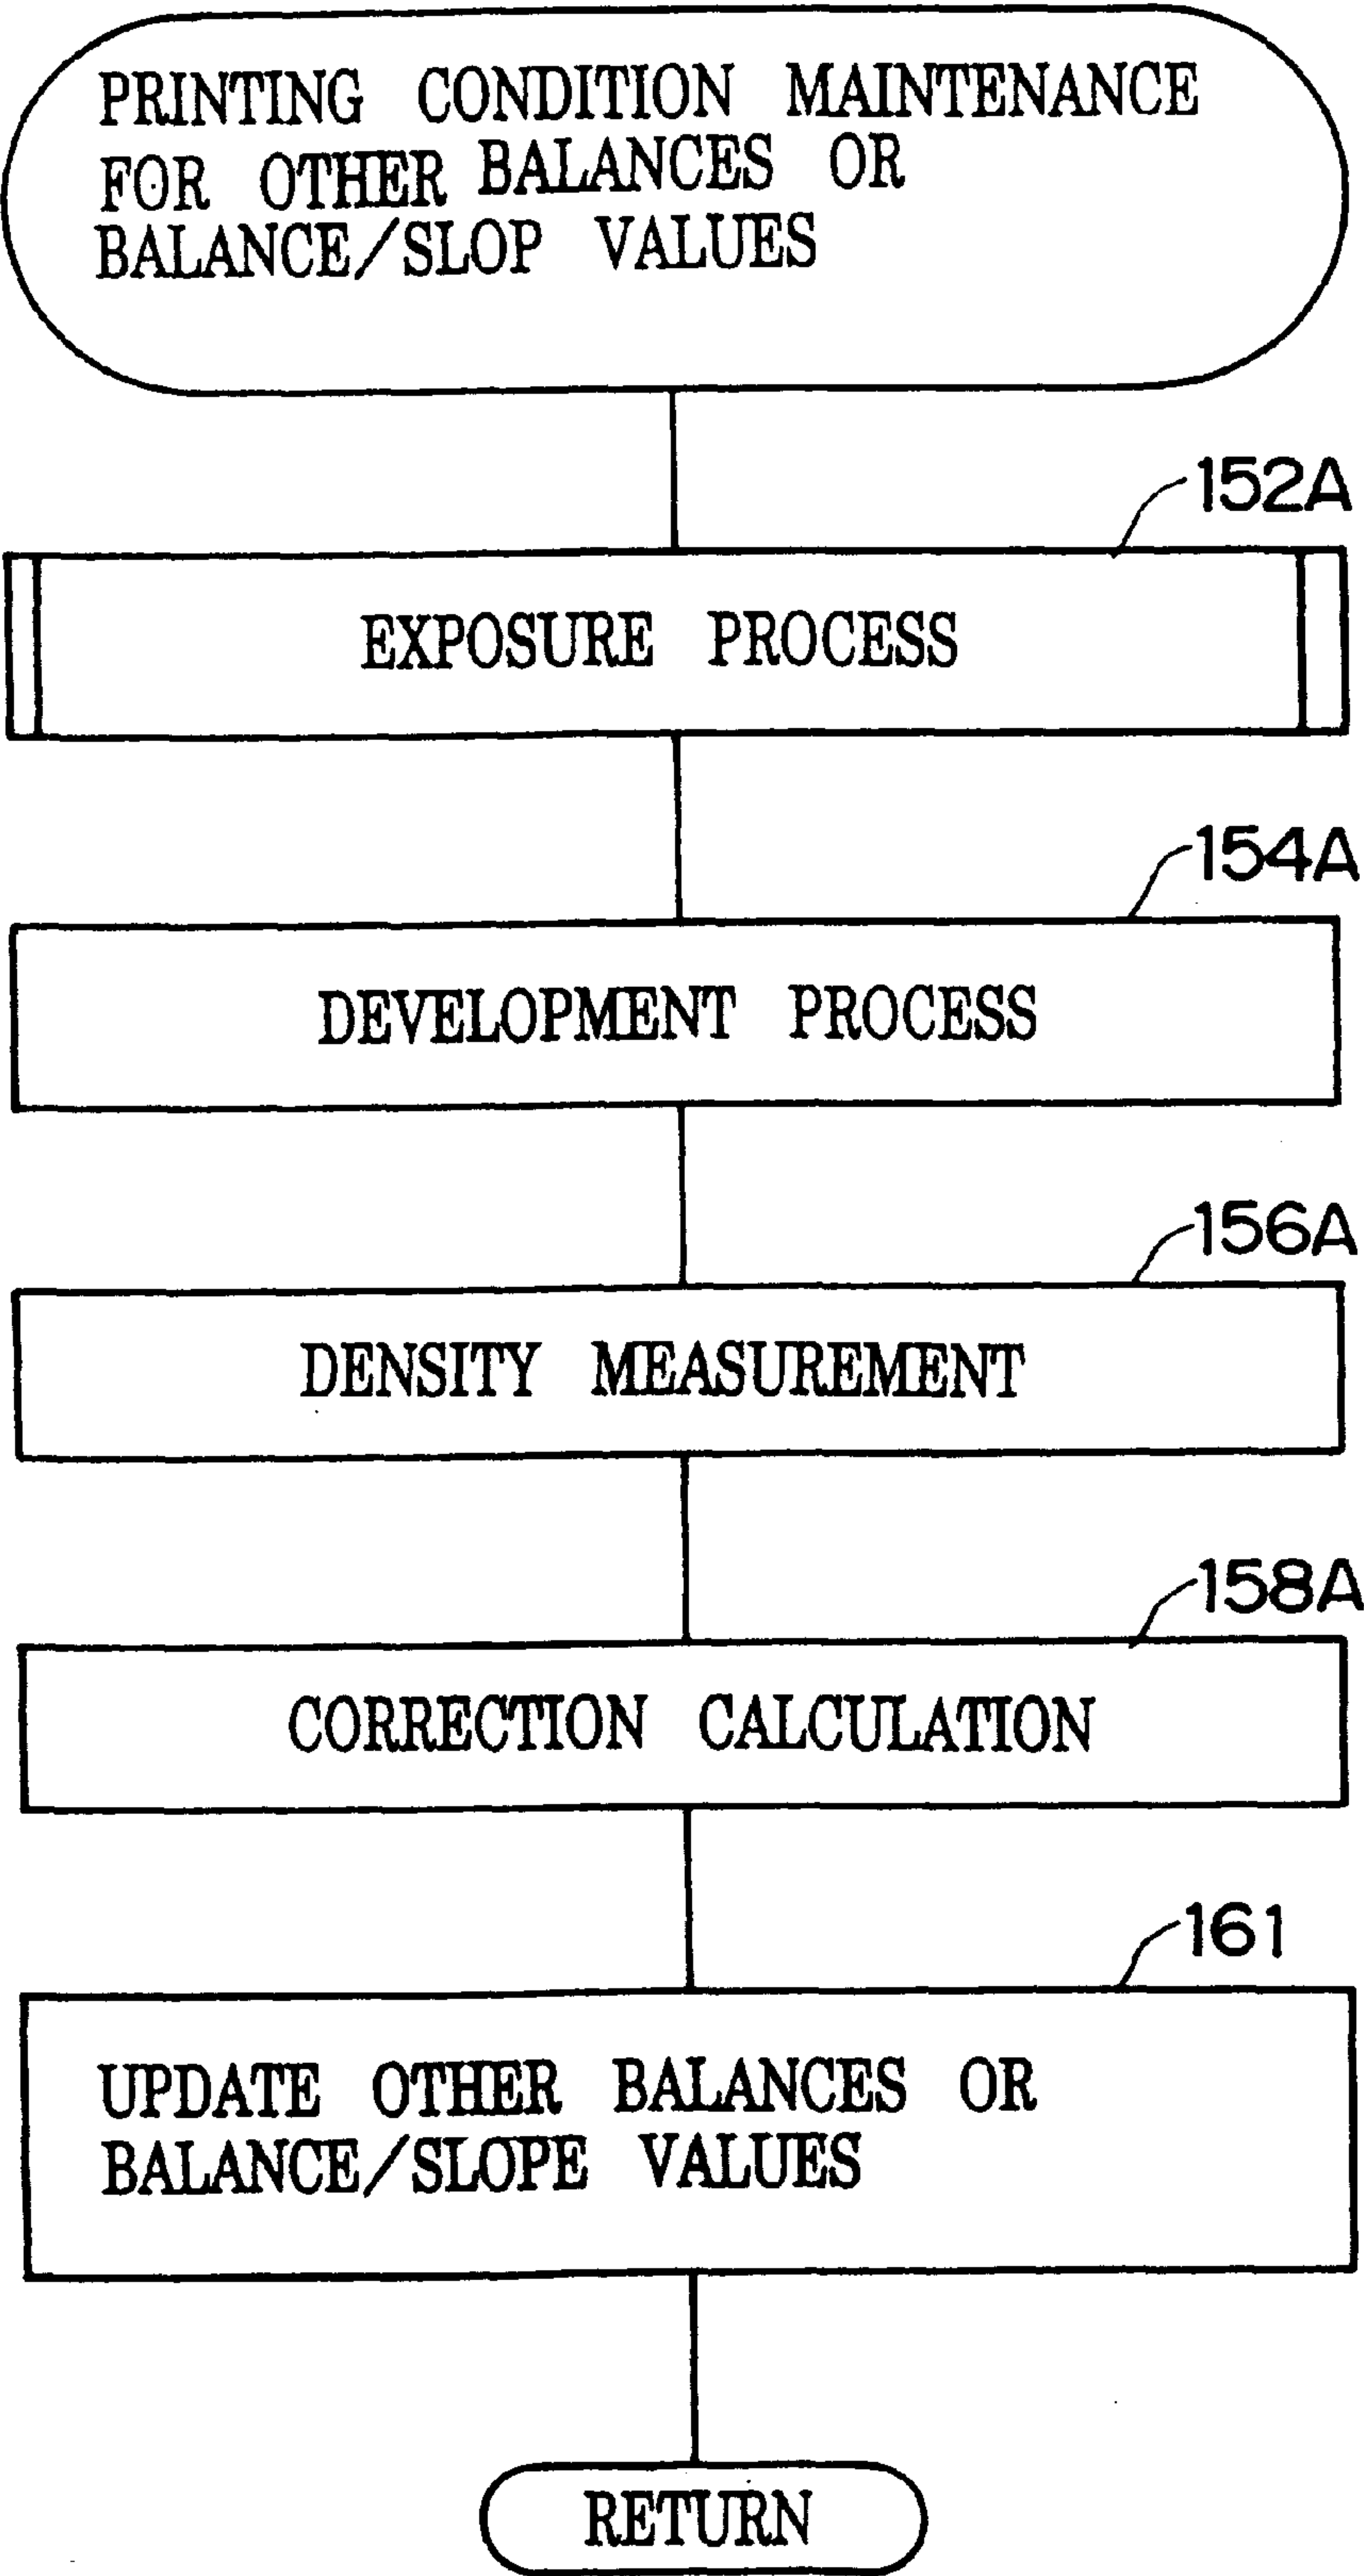 PRINTING CONDITION MAINTENANCE
FOR OTHER BALANCES OR
BALANCE/SLOP VALUES
152A
EXPOSURE PROCESS
154A
DEVELOPMENT PROCESS
156A
DENSITY MEASUREMENT
158A
CORRECTION CALCULATION
161
UPDATE OTHER BALANCES OR
BALANCE/SLOPE VALUES
RETURN